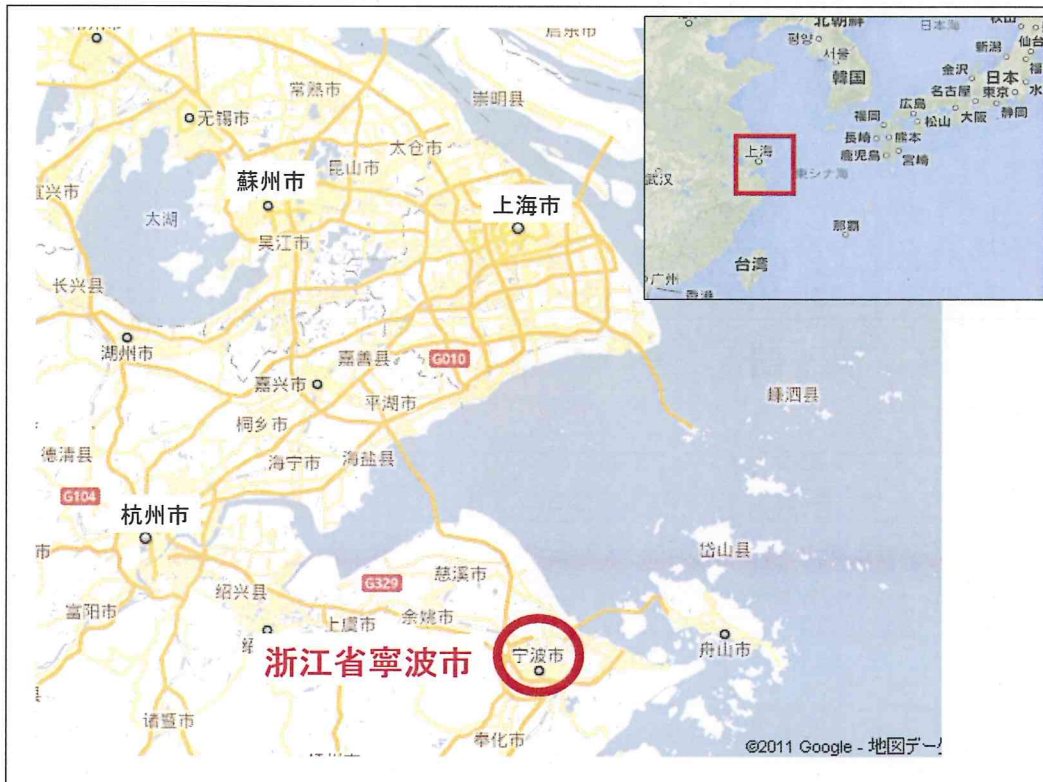 启东市
崇明县
常熟市
无锡市
太仓市
昆山市
蘇州市
上海市
太湖
吴江市
宜兴市
长兴县
湖州市
嘉善县
G010
嘉兴市
平湖市
嵊泗县
桐乡市
德清县
海宁市
海盐县
G104
杭州市
岱山县
慈溪市
G329
绍兴县
富阳市
余姚市
上虞市
宁波市
舟山市
浙江省寧波市
诸暨市
奉化市
©2011 Google - 地図データ
北朝鮮
日本海
평양
서울
韓国
秋山
仙台
新潟
金沢
日本
名古屋
東京
広島
福岡
松山
大阪
静岡
長崎
熊本
鹿児島
宮崎
上海
東シナ海
武汉
那覇
台湾
广州
香港